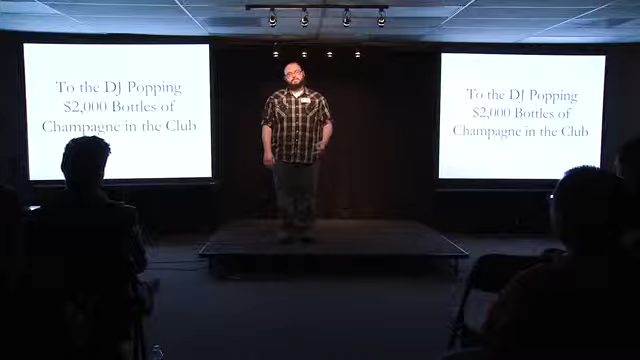 To the DJ Popping
$2,000 Bottles of
Champagne in the Club
To the DJ Popping
$2,000 Bottles of
Champagne in the Club